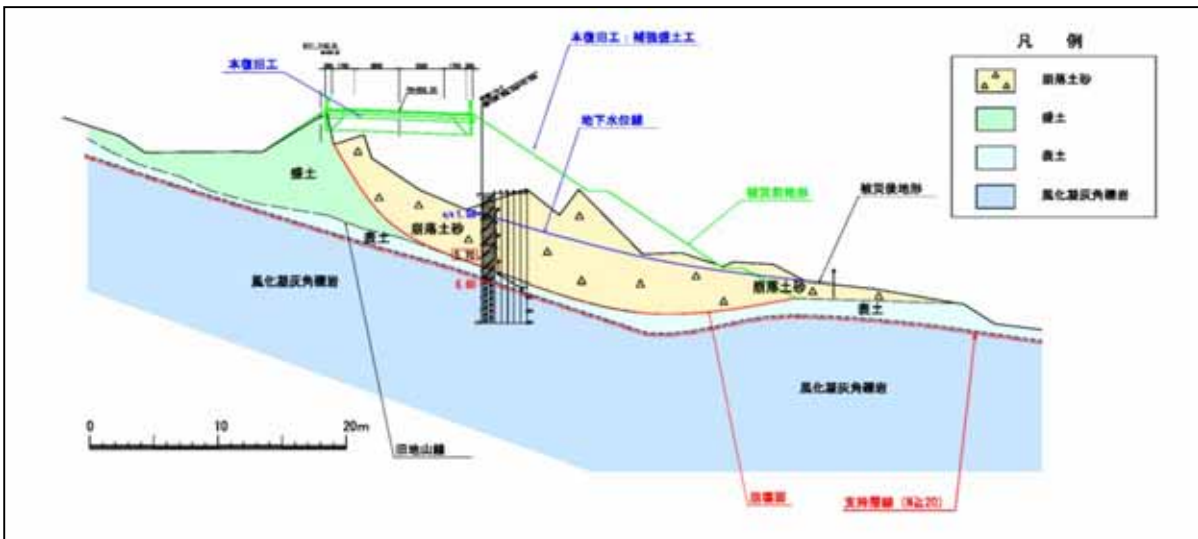 凡 例
崩落土砂
盛土
表土
風化凝灰角礫岩
本復旧工
本復旧工:補強盛土工
地下水位線
被災前地形
被災後地形
盛土
崩落土砂
表土
崩落土砂
表土
風化凝灰角礫岩
風化凝灰角礫岩
0 10 20m
旧地山線
崩壊面
支持層線 (N≧20)